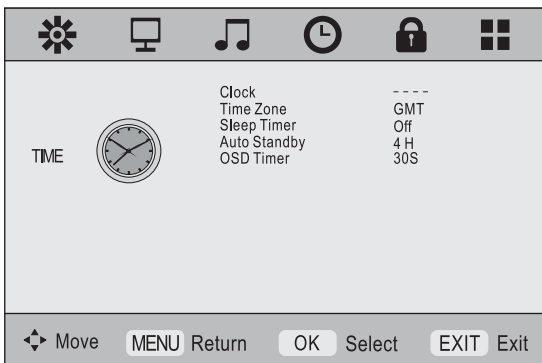 Clock - - - -
Time Zone GMT
Sleep Timer Off
TIME
Auto Standby 4 H
OSD Timer 30S
Move MENU Return OK Select EXIT Exit